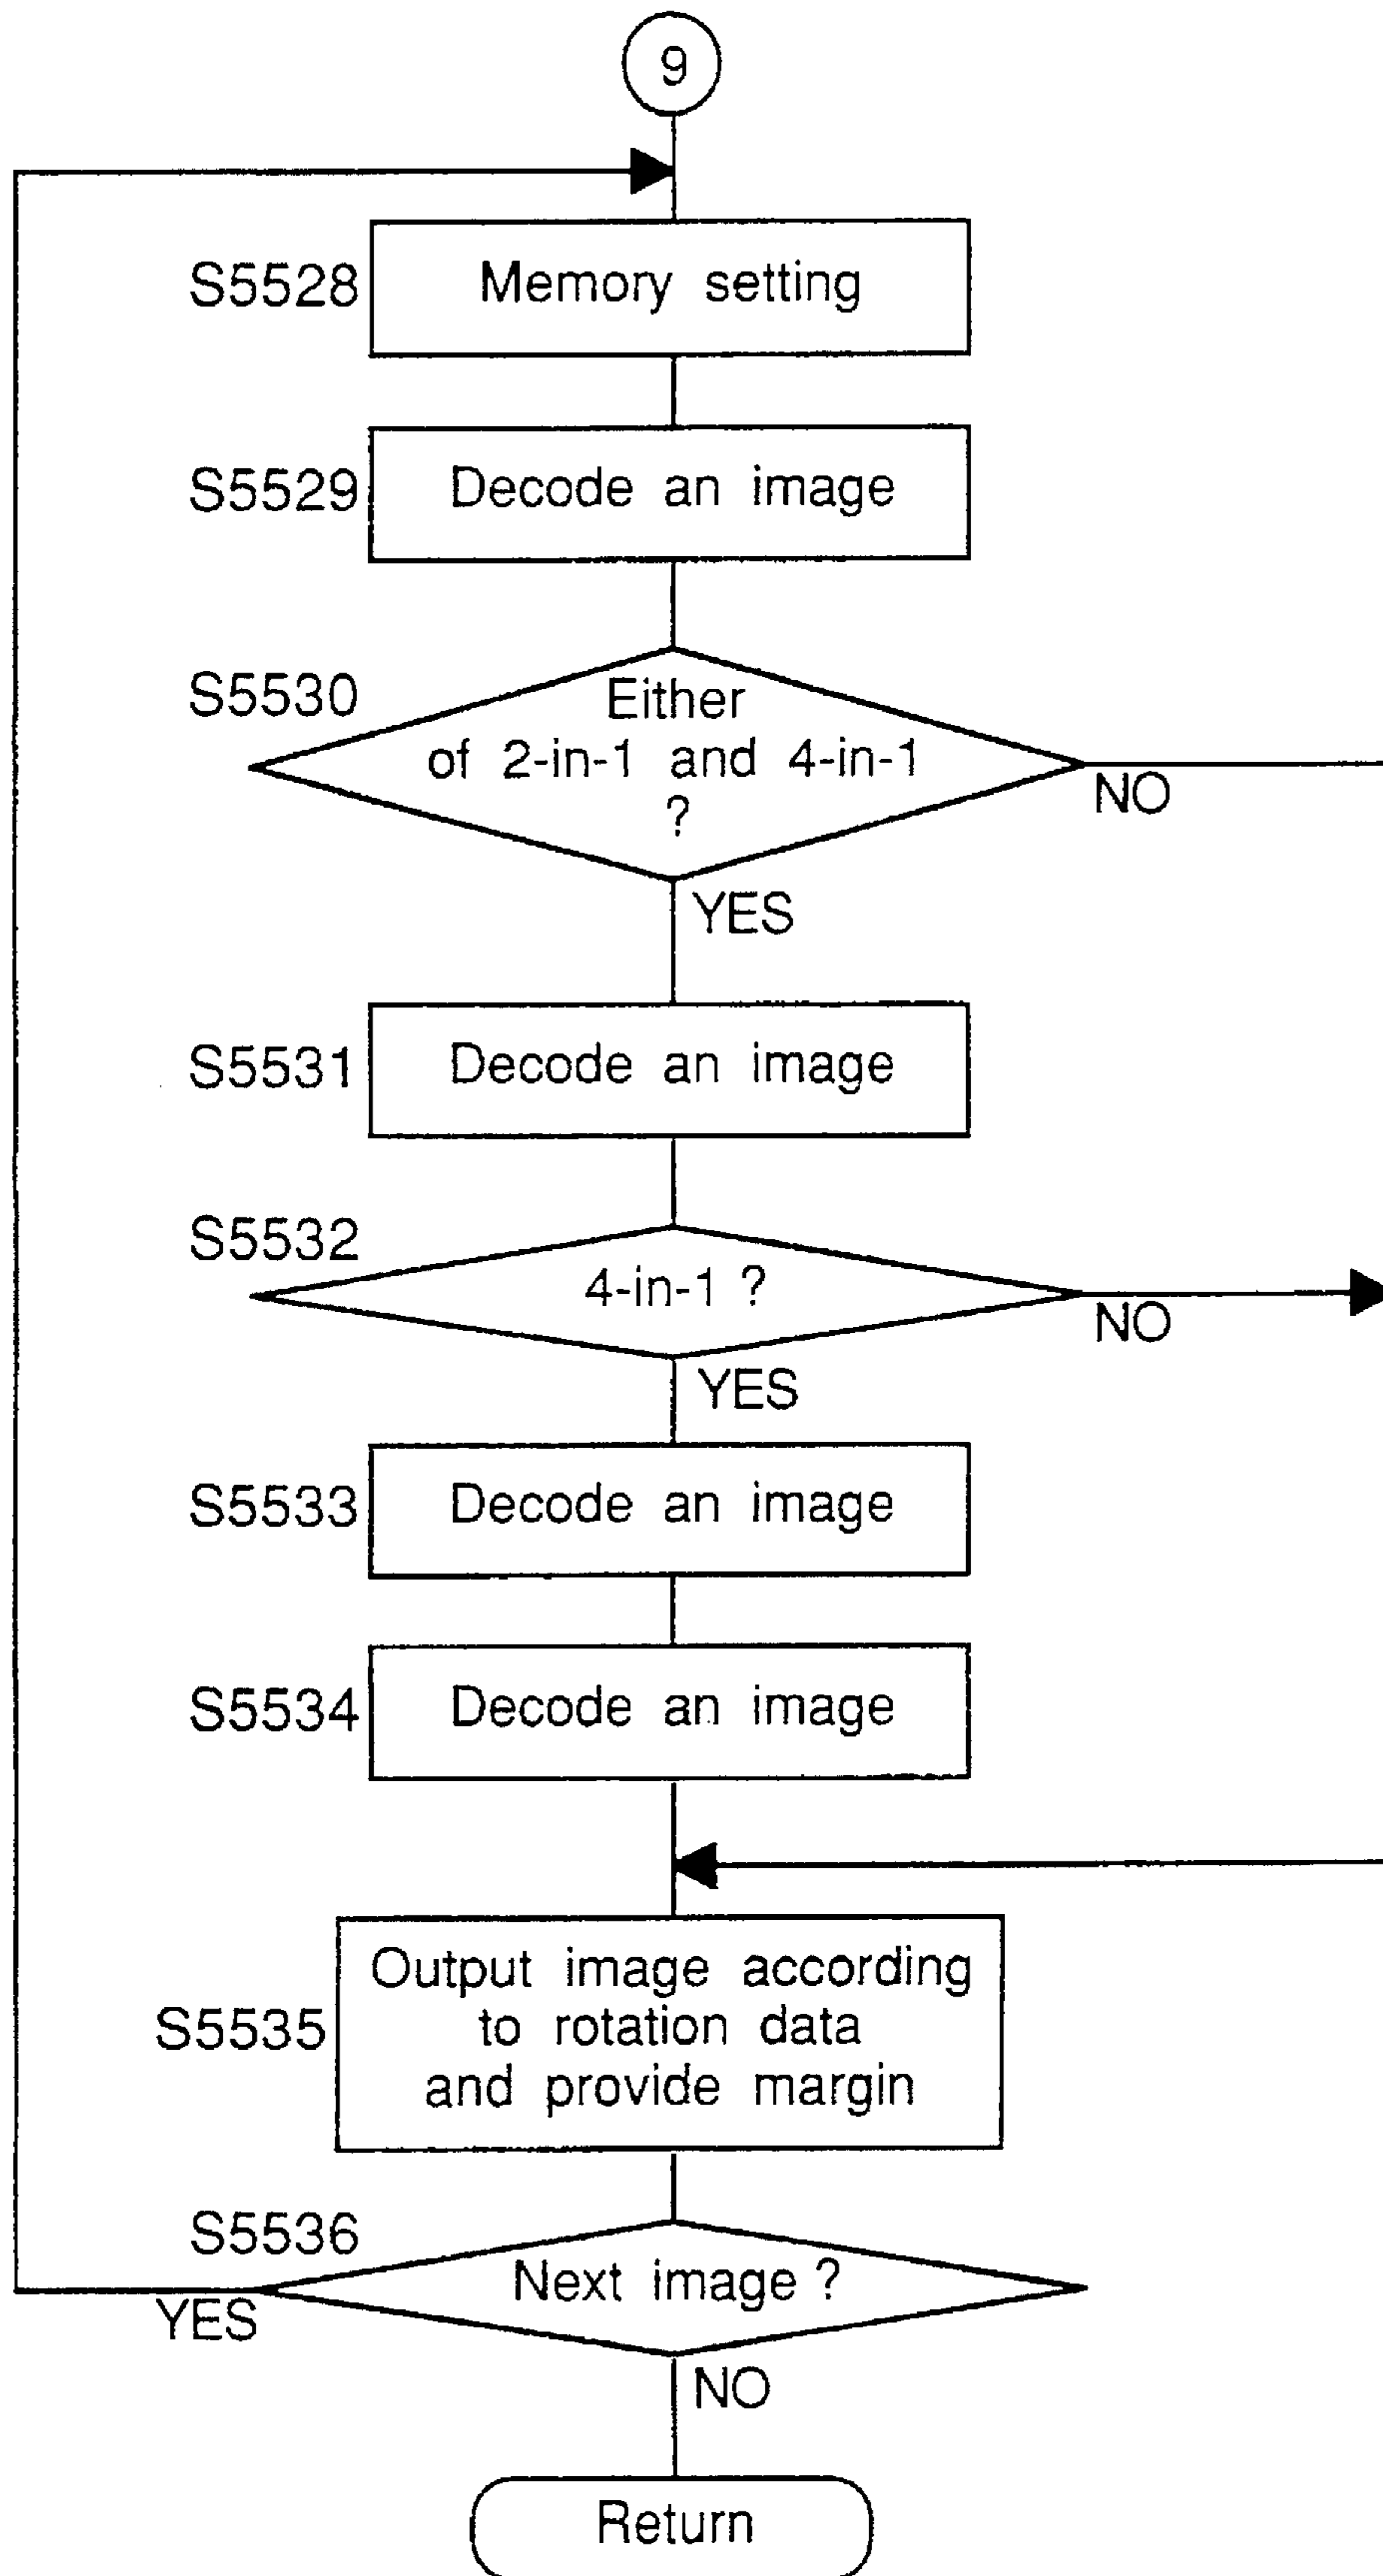 9
S5528
Memory setting
S5529
Decode an image
S5530
Either
of 2-in-1 and 4-in-1
?
NO
YES
S5531
Decode an image
S5532
4-in-1 ?
NO
YES
S5533
Decode an image
S5534
Decode an image
S5535
Output image according
to rotation data
and provide margin
S5536
Next image ?
YES
NO
Return